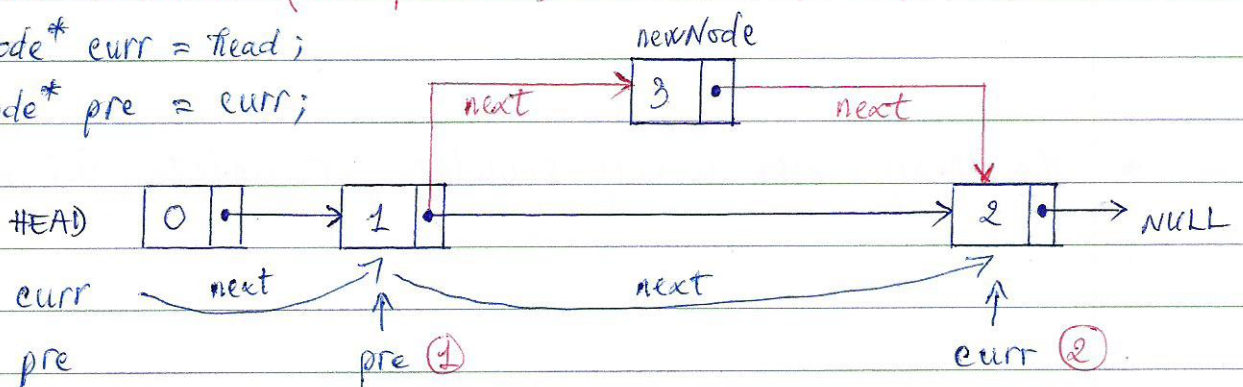 ode* curr = head;
newNode
de* pre = curr;
next
3
next
HEAD
0
1
2
NULL
curr
next
next
pre
pre ①
curr ②.